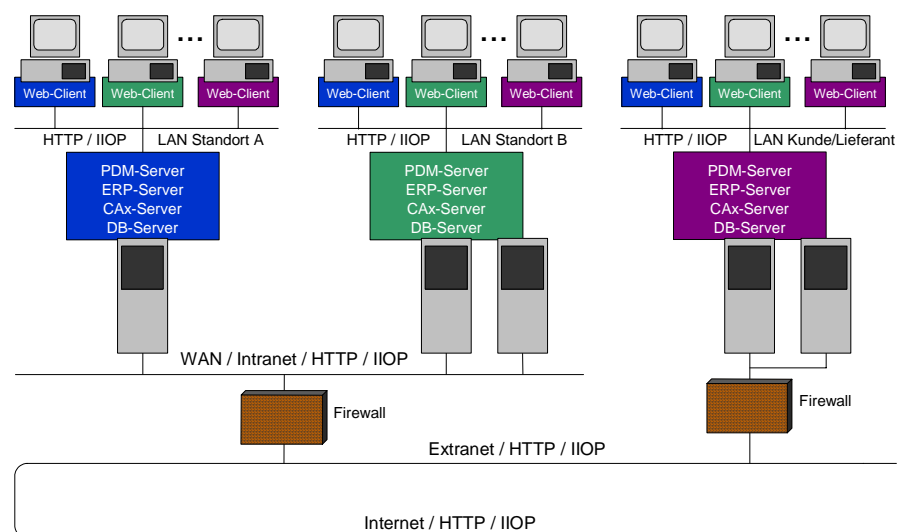 ... ... ...
Web-Client Web-Client Web-Client Web-Client Web-Client Web-Client Web-Client Web-Client Web-Client
HTTP / IIOP LAN Standort A HTTP / IIOP LAN Standort B HTTP / IIOP LAN Kunde/Lieferant
PDM-Server
ERP-Server
CAx-Server
DB-Server
PDM-Server
ERP-Server
CAx-Server
DB-Server
PDM-Server
ERP-Server
CAx-Server
DB-Server
WAN / Intranet / HTTP / IIOP
Firewall
Firewall
Extranet / HTTP / IIOP
Internet / HTTP / IIOP